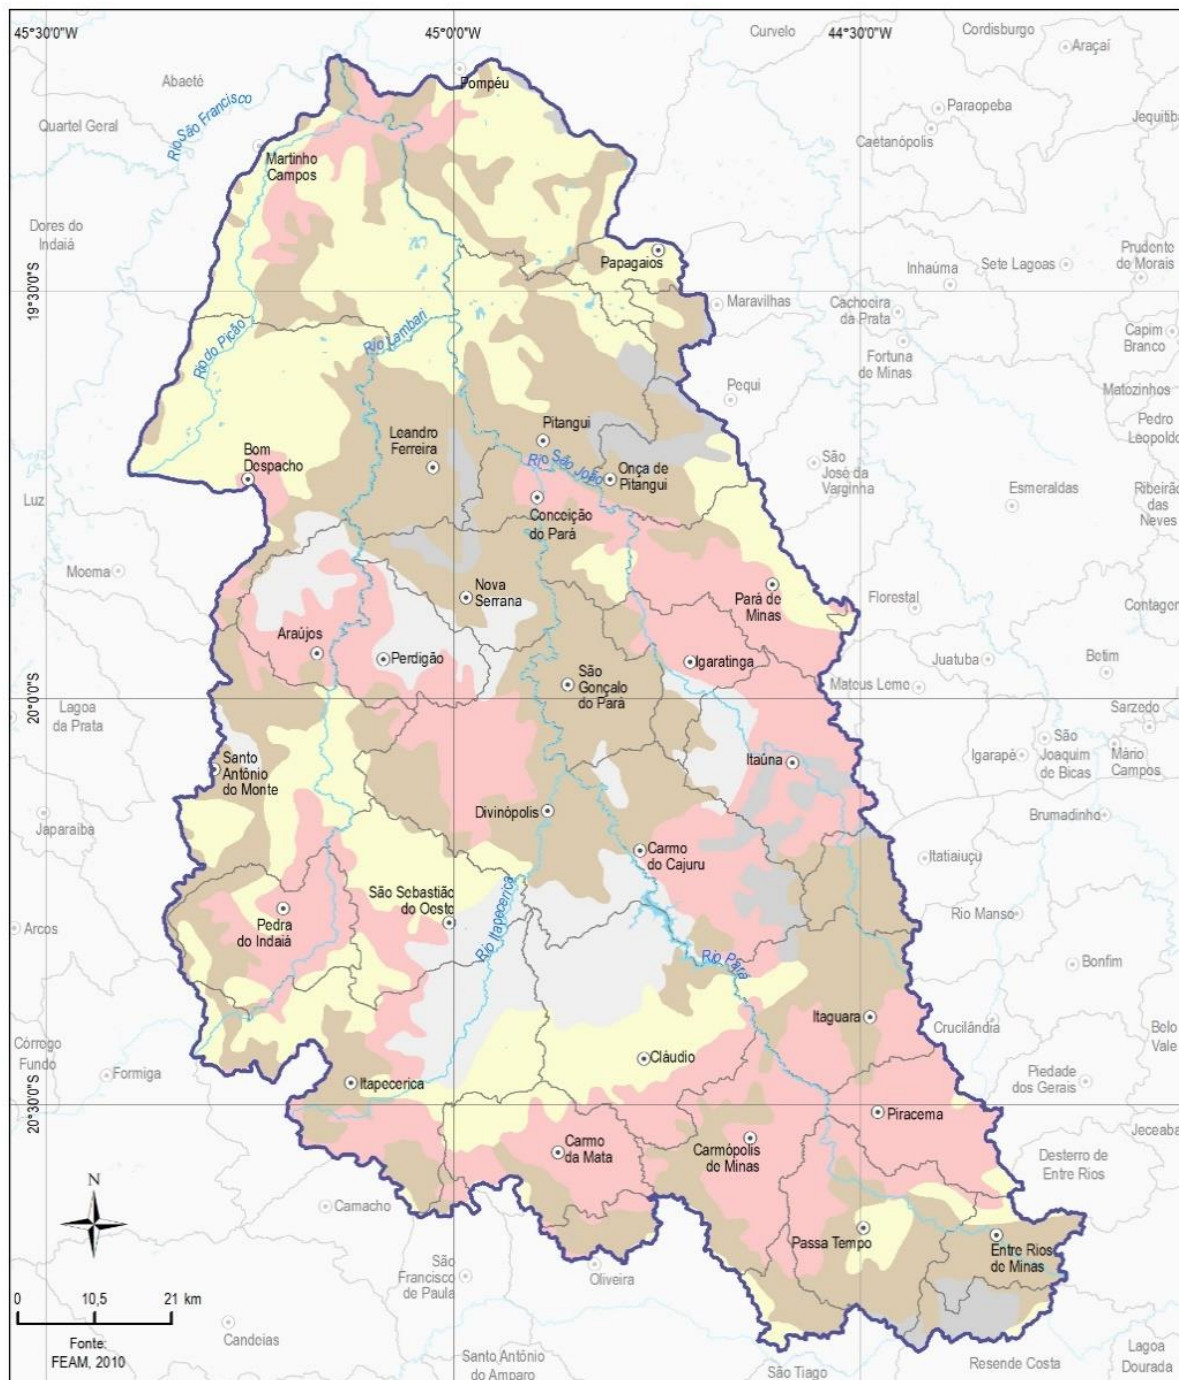 45°30'0"W
45°0'0"W
44°30'0"W
Curvelo
Cordisburgo
Araçaí
Abaeté
Pompéu
Rio São Francisco
Paraopeba
Quartel Geral
Caetanópolis
Jequitiba
Martinho
Campos
Dores do
Indaiá
Papagaios
Inhaúma
Sete Lagoas
Prudente
de Morais
19°30'0"S
Maravilhas
Cachoeira
da Prata
Rio do Picão
Rio Lambari
Fortuna
de Minas
Capim
Branco
Pequi
Matozinhos
Leandro
Ferreira
Pitangui
Pedro
Leopoldo
Bom
Despacho
Rio São João
Onça de
Pitangui
São
José da
Varginha
Luz
Esmeraldas
Ribeirão
das
Neves
Conceição
do Pará
Moema
Nova
Serrana
Pará de
Minas
Florestal
Contagem
Araújos
Perdigão
Igaratinga
Juatuba
Betim
São
Gonçalo
do Pará
Mateus Leme
20°0'0"S
Lagoa
da Prata
Sarzedo
Santo
Antônio
do Monte
Itaúna
Igarapé
São
Joaquim
de Bicas
Mário
Campos
Japaraíba
Divinópolis
Brumadinho
Carmo
do Cajuru
Itatiaiuçu
São Sebastião
do Oeste
Rio Itapecerica
Pedra
do Indaiá
Rio Manso
Arcos
Rio Pará
Bonfim
Itaguara
Crucilândia
Belo
Vale
Córrego
Fundo
Formiga
Cláudio
Itapecerica
Piedade
dos Gerais
20°30'0"S
Piracema
Jeceaba
Carmo
da Mata
Carmópolis
de Minas
Desterro de
Entre Rios
N
Camacho
Passa Tempo
Entre Rios
de Minas
São
Francisco
de Paula
Oliveira
0 10,5 21 km
Fonte:
FEAM, 2010
Candeias
Santo Antônio
do Amparo
São Tiago
Resende Costa
Lagoa
Dourada